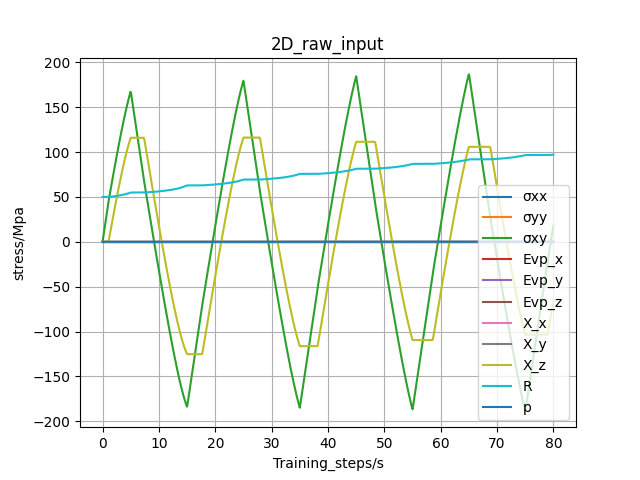 2D_raw_input
stress/Mpa
200
150
100
50
0
−50
−100
−150
−200
σxx
σyy
σxy
Evp_x
Evp_y
Evp_z
X_x
X_y
X_z
R
p
0 10 20 30 40 50 60 70 80
Training_steps/s